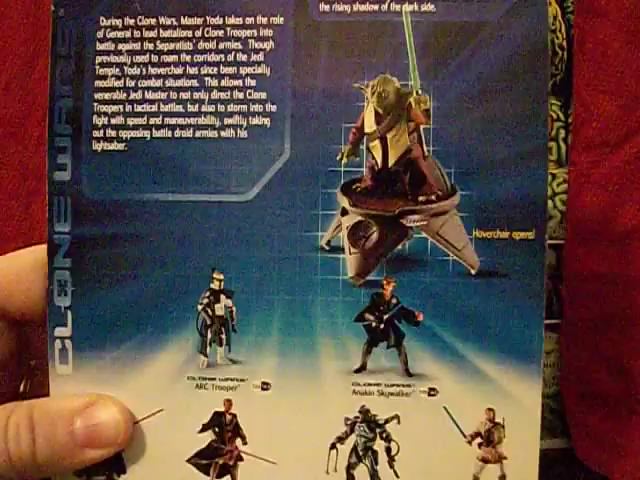 the rising shadow of the dark side.
During the Clone Wars, Master Yoda takes on the role
of General to lead battalions of Clone Troopers into
battle against the Separatists' droid armies. Though
previously used to roam the corridors of the Jedi
Temple, Yoda's hoverchair has since been specially
modified for combat situations. This allows the
venerable Jedi Master to not only direct the Clone
Troopers in tactical battles, but also to storm into the
fight with speed and maneuverability, swiftly taking
out the opposing battle droid armies with his
lightsaber.
CLONE WARS
Hoverchair opens!
CLONE WARS
ARC Trooper
CLONE WARS
Anakin Skywalker